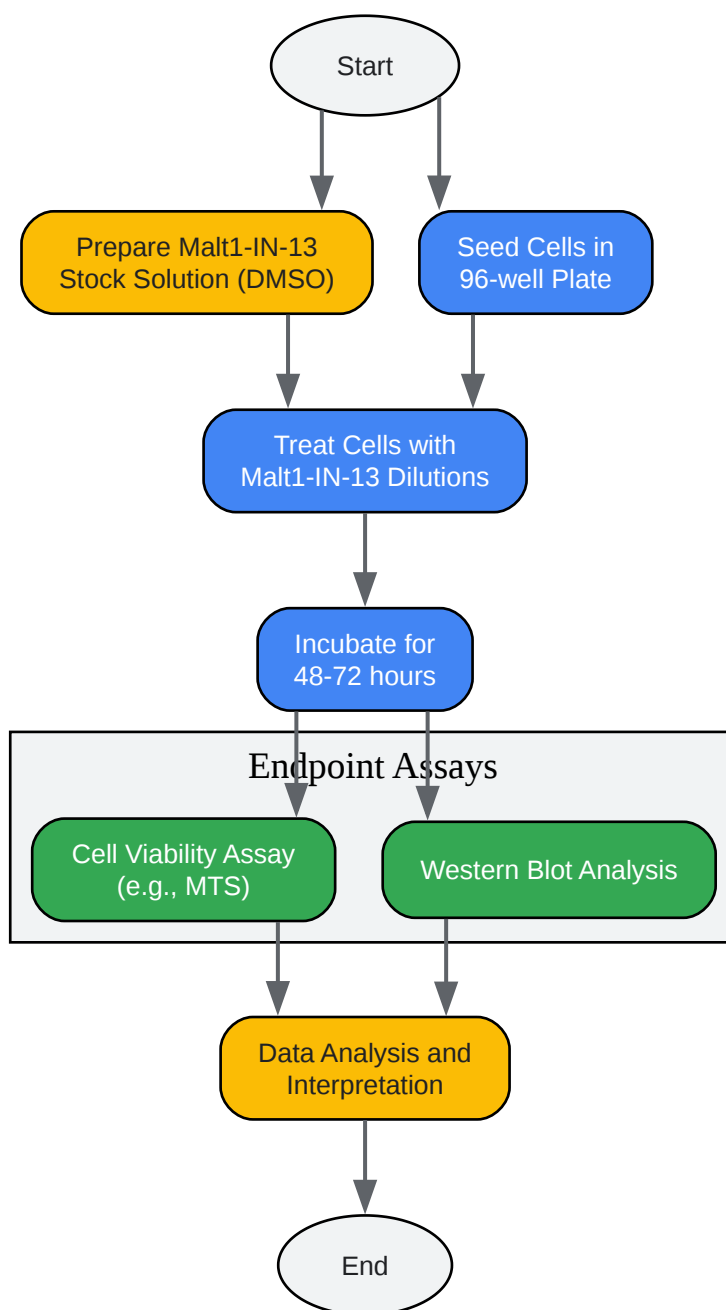 Start
Prepare Malt1-IN-13
Stock Solution (DMSO)
Seed Cells in
96-well Plate
Treat Cells with
Malt1-IN-13 Dilutions
Incubate for
48-72 hours
Endpoint Assays
Cell Viability Assay
(e.g., MTS)
Western Blot Analysis
Data Analysis and
Interpretation
End